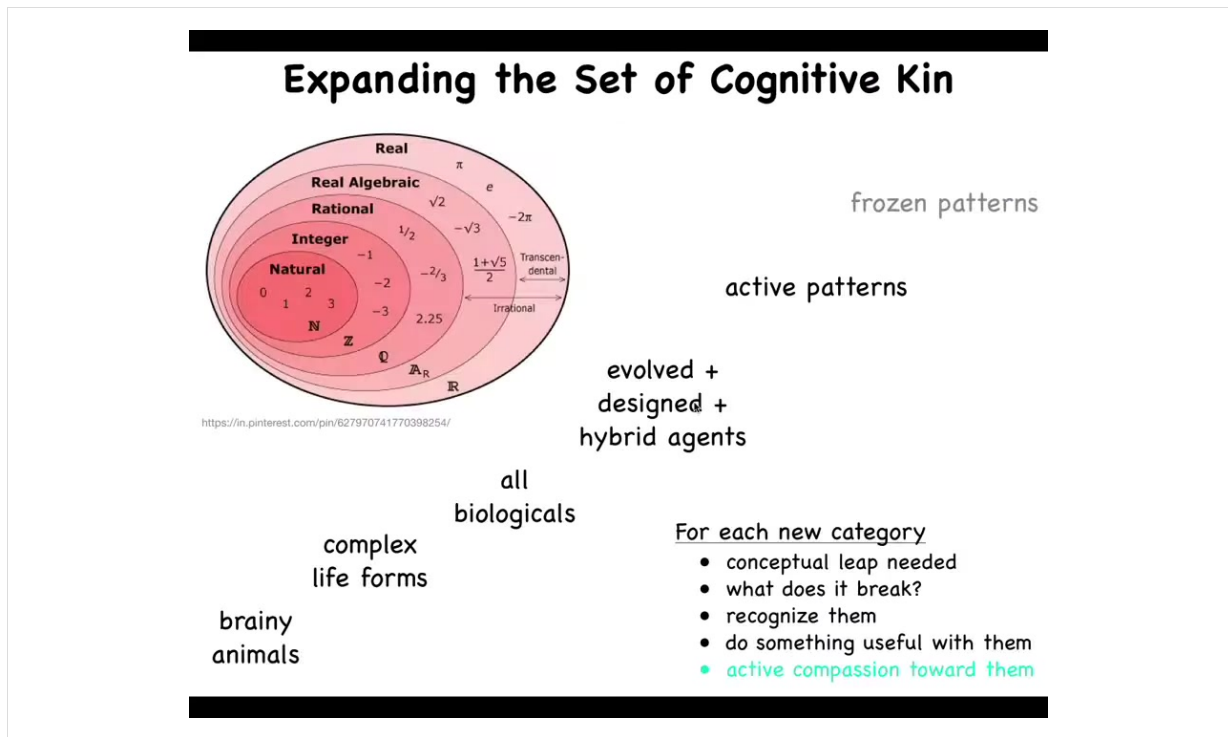 Expanding the Set of Cognitive Kin
Real
π
Real Algebraic
e
√2
Rational
-2π
1/2
-√3
Integer
-1
1+√5
2
Transcen-
dental
Natural
-2/3
-2
0
2
1
3
Irrational
-3
2.25
ℕ
ℤ
ℚ
𝔸R
ℝ
https://in.pinterest.com/pin/627970741770398254/
frozen patterns
active patterns
evolved +
designed +
hybrid agents
all
biologicals
complex
life forms
brainy
animals
For each new category
• conceptual leap needed
• what does it break?
• recognize them
• do something useful with them
• active compassion toward them